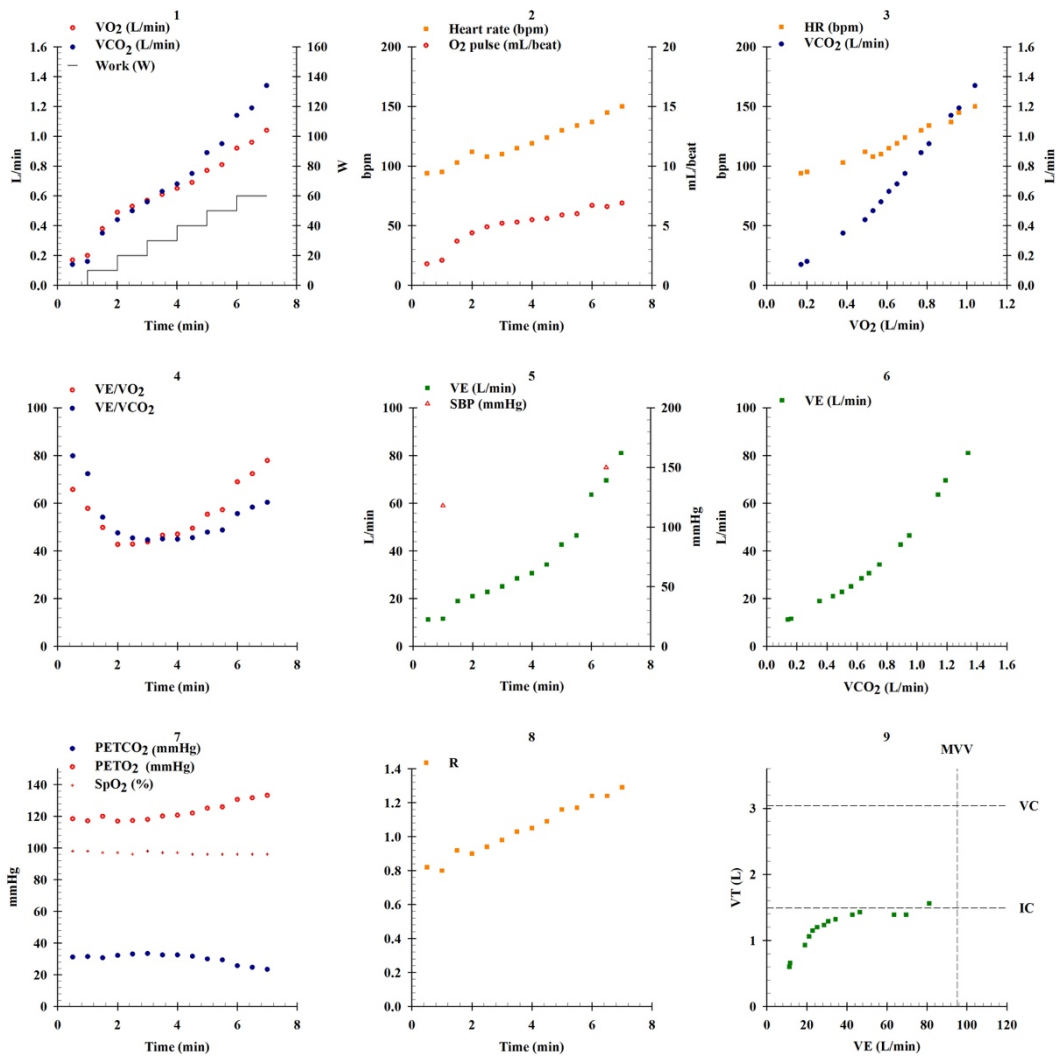 1
VO2 (L/min)
VCO2 (L/min)
Work (W)
1.6
1.4
1.2
1.0
0.8
0.6
0.4
0.2
0.0
L/min
160
140
120
100
80
60
40
20
0
W
0 2 4 6 8
Time (min)
2
Heart rate (bpm)
O2 pulse (mL/beat)
200
150
100
50
0
bpm
20
15
10
5
0
mL/beat
0 2 4 6 8
Time (min)
3
HR (bpm)
VCO2 (L/min)
200
150
100
50
0
bpm
1.6
1.4
1.2
1.0
0.8
0.6
0.4
0.2
0.0
L/min
0.0 0.2 0.4 0.6 0.8 1.0 1.2
VO2 (L/min)
4
VE/VO2
VE/VCO2
100
80
60
40
20
0
0 2 4 6 8
Time (min)
5
VE (L/min)
SBP (mmHg)
100
80
60
40
20
0
L/min
200
150
100
50
0
mmHg
0 2 4 6 8
Time (min)
6
VE (L/min)
100
80
60
40
20
0
L/min
0.0 0.2 0.4 0.6 0.8 1.0 1.2 1.4 1.6
VCO2 (L/min)
7
PETCO2 (mmHg)
PETO2 (mmHg)
SpO2 (%)
140
120
100
80
60
40
20
0
mmHg
0 2 4 6 8
Time (min)
8
R
1.4
1.2
1.0
0.8
0.6
0.4
0.2
0.0
0 2 4 6 8
Time (min)
9
MVV
VC
IC
3
2
1
0
VT (L)
0 20 40 60 80 100 120
VE (L/min)